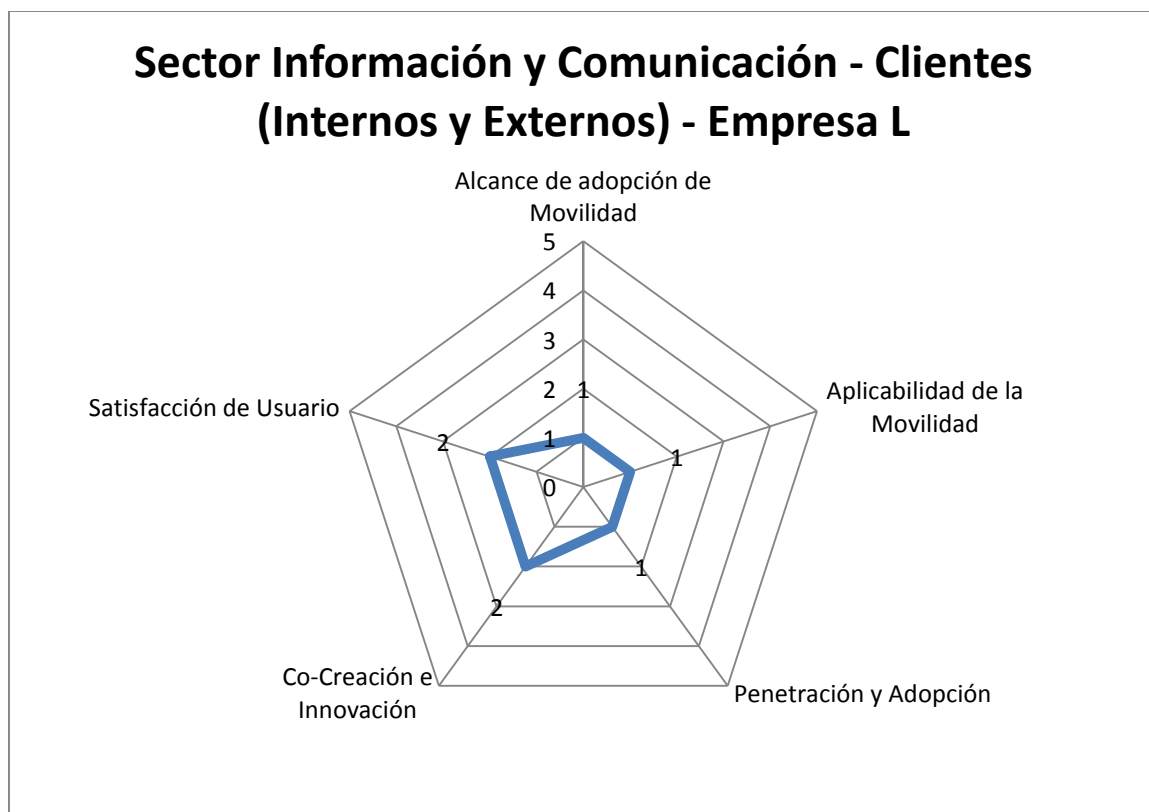 Sector Información y Comunicación - Clientes
(Internos y Externos) - Empresa L
Alcance de adopción de
Movilidad
5
4
3
2
1
1
0
Aplicabilidad de la
Movilidad
1
Penetración y Adopción
1
Co-Creación e
Innovación
2
Satisfacción de Usuario
2